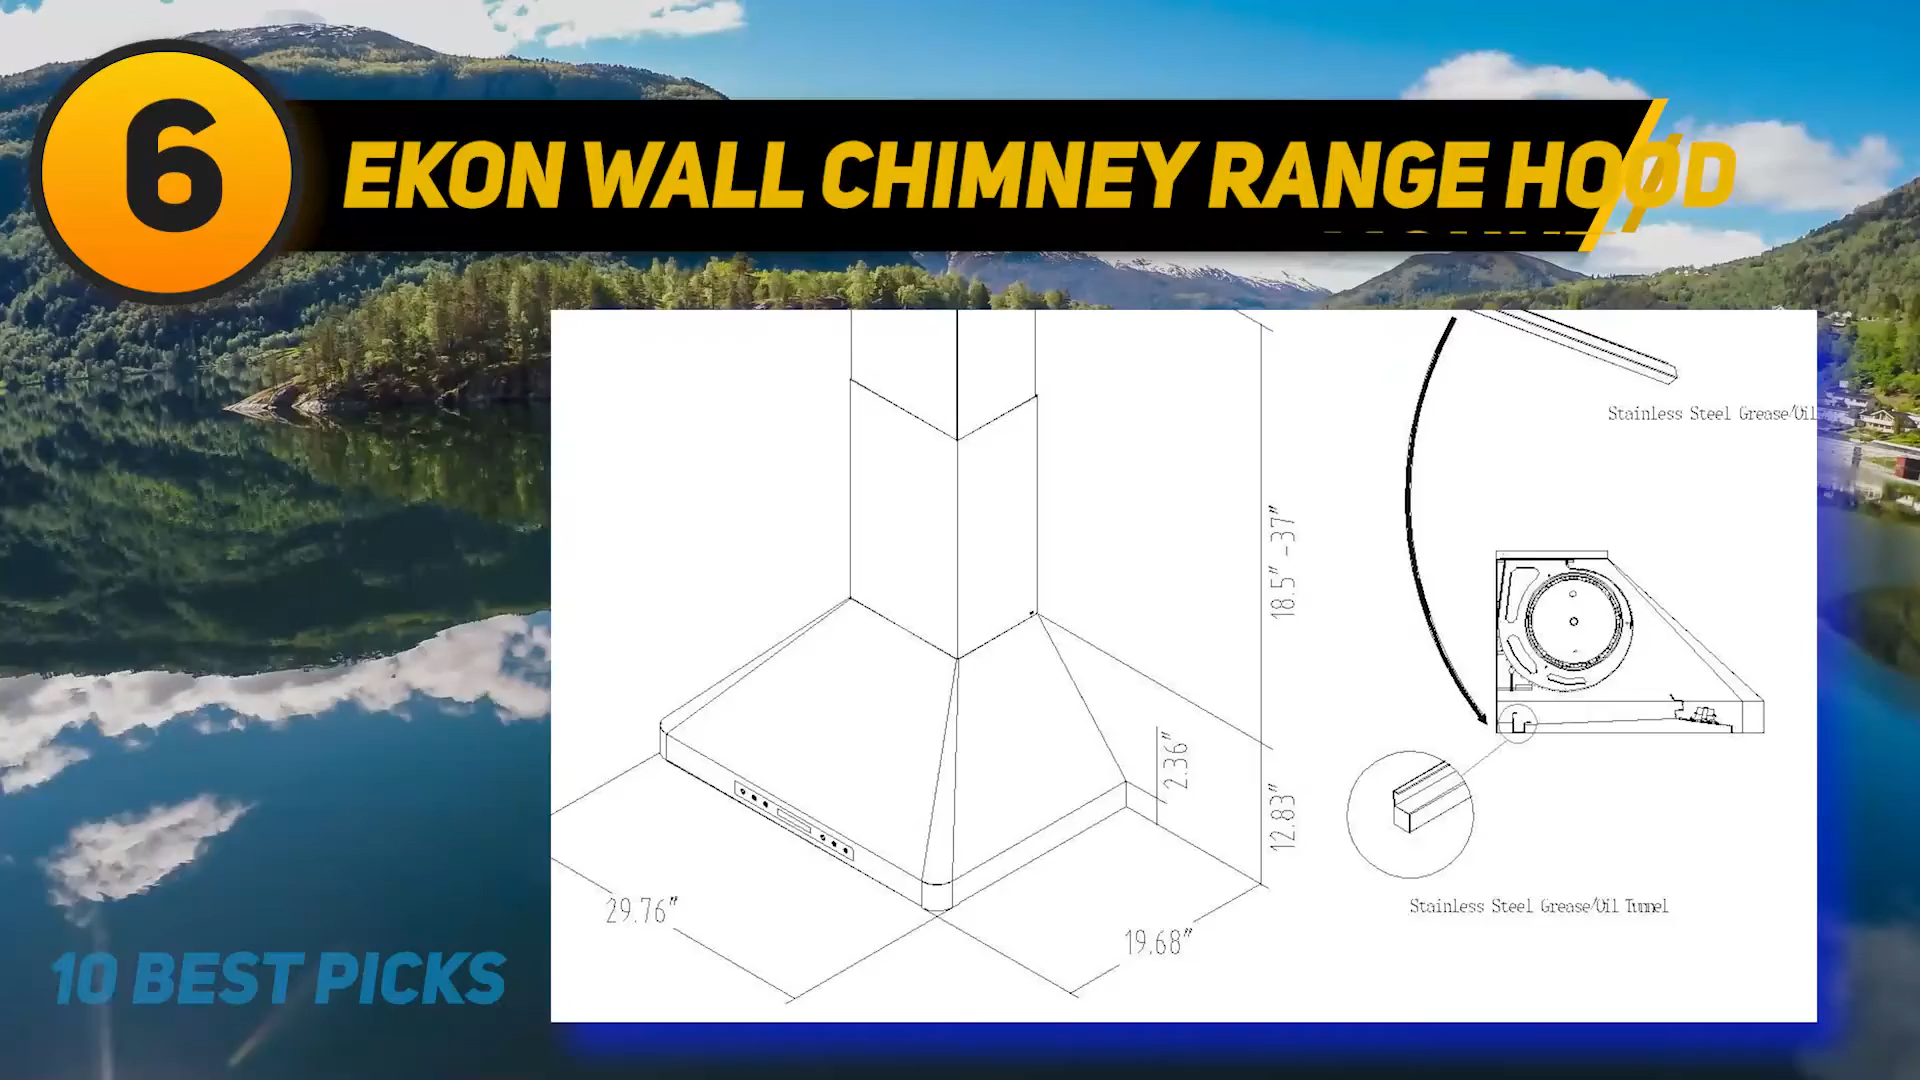 6
EKON WALL CHIMNEY RANGE HOOD
Stainless Steel Grease/Oil
18.5"-37"
2.36"
12.83"
29.76"
19.68"
Stainless Steel Grease/Oil Tunnel
10 BEST PICKS